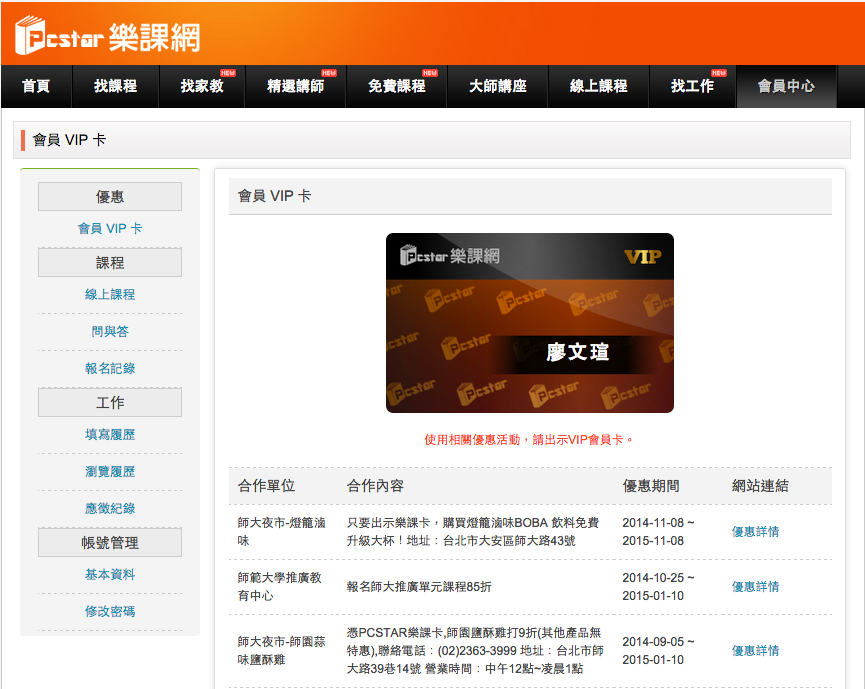 Pcstar 樂課網
首頁 找課程 找家教 NEW 精選講師 NEW 免費課程 NEW 大師講座 線上課程 找工作 NEW 會員中心
會員 VIP 卡
優惠
會員 VIP 卡
課程
線上課程
問與答
報名記錄
工作
填寫履歷
瀏覽履歷
應徵紀錄
帳號管理
基本資料
修改密碼
會員 VIP 卡
Pcstar 樂課網 VIP
廖文瑄
使用相關優惠活動，請出示VIP會員卡。
合作單位 合作內容 優惠期間 網站連結
師大夜市-燈籠滷
味
只要出示樂課卡，購買燈籠滷味BOBA 飲料免費
升級大杯！地址：台北市大安區師大路43號
2014-11-08 ~
2015-11-08
優惠詳情
師範大學推廣教
育中心
報名師大推廣單元課程85折
2014-10-25 ~
2015-01-10
優惠詳情
師大夜市-師園蒜
味鹽酥雞
憑PCSTAR樂課卡,師園鹽酥雞打9折(其他產品無
特惠),聯絡電話：(02)2363-3999 地址：台北市師
大路39巷14號 營業時間：中午12點~凌晨1點
2014-09-05 ~
2015-01-10
優惠詳情